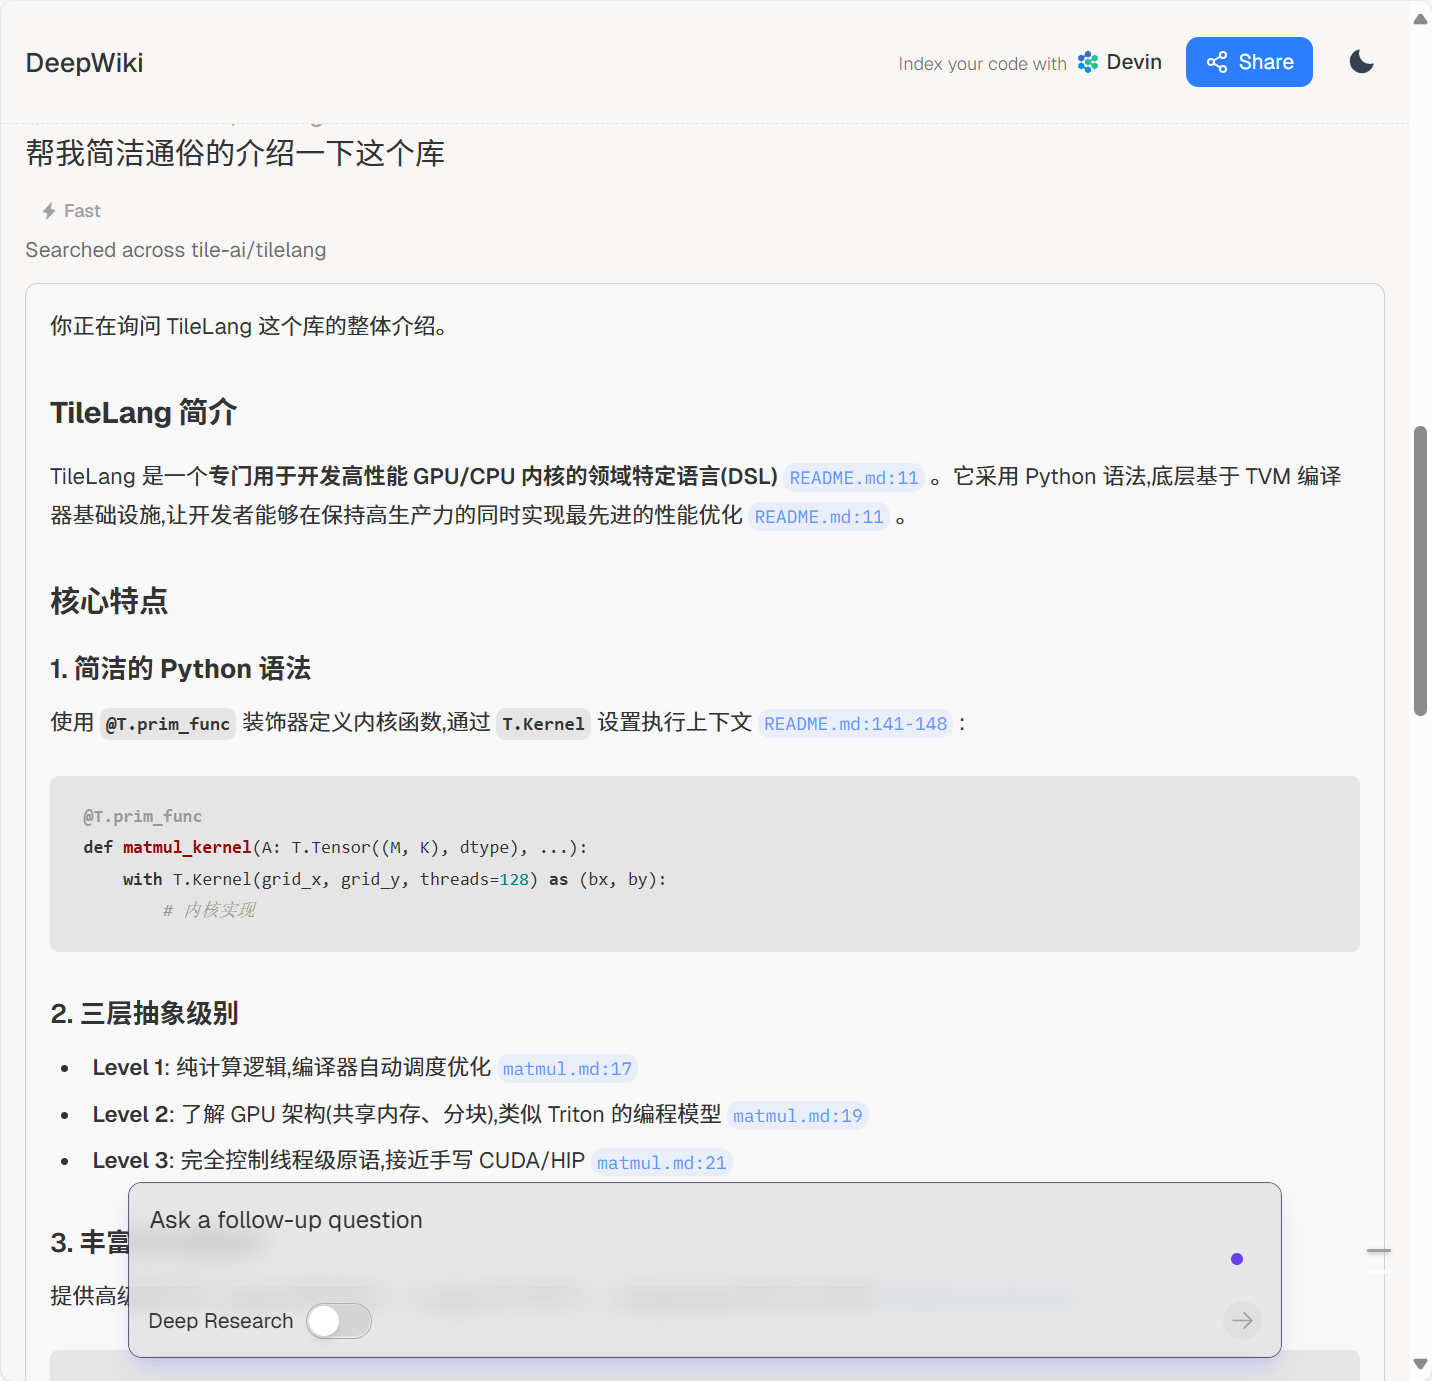 DeepWiki
Index your code with Devin
Share
帮我简洁通俗的介绍一下这个库
Fast
Searched across tile-ai/tilelang
你正在询问 TileLang 这个库的整体介绍。
TileLang 简介
TileLang 是一个专门用于开发高性能 GPU/CPU 内核的领域特定语言(DSL) README.md:11 。它采用 Python 语法,底层基于 TVM 编译
器基础设施,让开发者能够在保持高生产力的同时实现最先进的性能优化 README.md:11 。
核心特点
1. 简洁的 Python 语法
使用 @T.prim_func 装饰器定义内核函数,通过 T.Kernel 设置执行上下文 README.md:141-148 :
@T.prim_func
def matmul_kernel(A: T.Tensor((M, K), dtype), ...):
    with T.Kernel(grid_x, grid_y, threads=128) as (bx, by):
        # 内核实现
2. 三层抽象级别
• Level 1: 纯计算逻辑,编译器自动调度优化 matmul.md:17
• Level 2: 了解 GPU 架构(共享内存、分块),类似 Triton 的编程模型 matmul.md:19
• Level 3: 完全控制线程级原语,接近手写 CUDA/HIP matmul.md:21
3. 丰富
提供高级
Ask a follow-up question
Deep Research